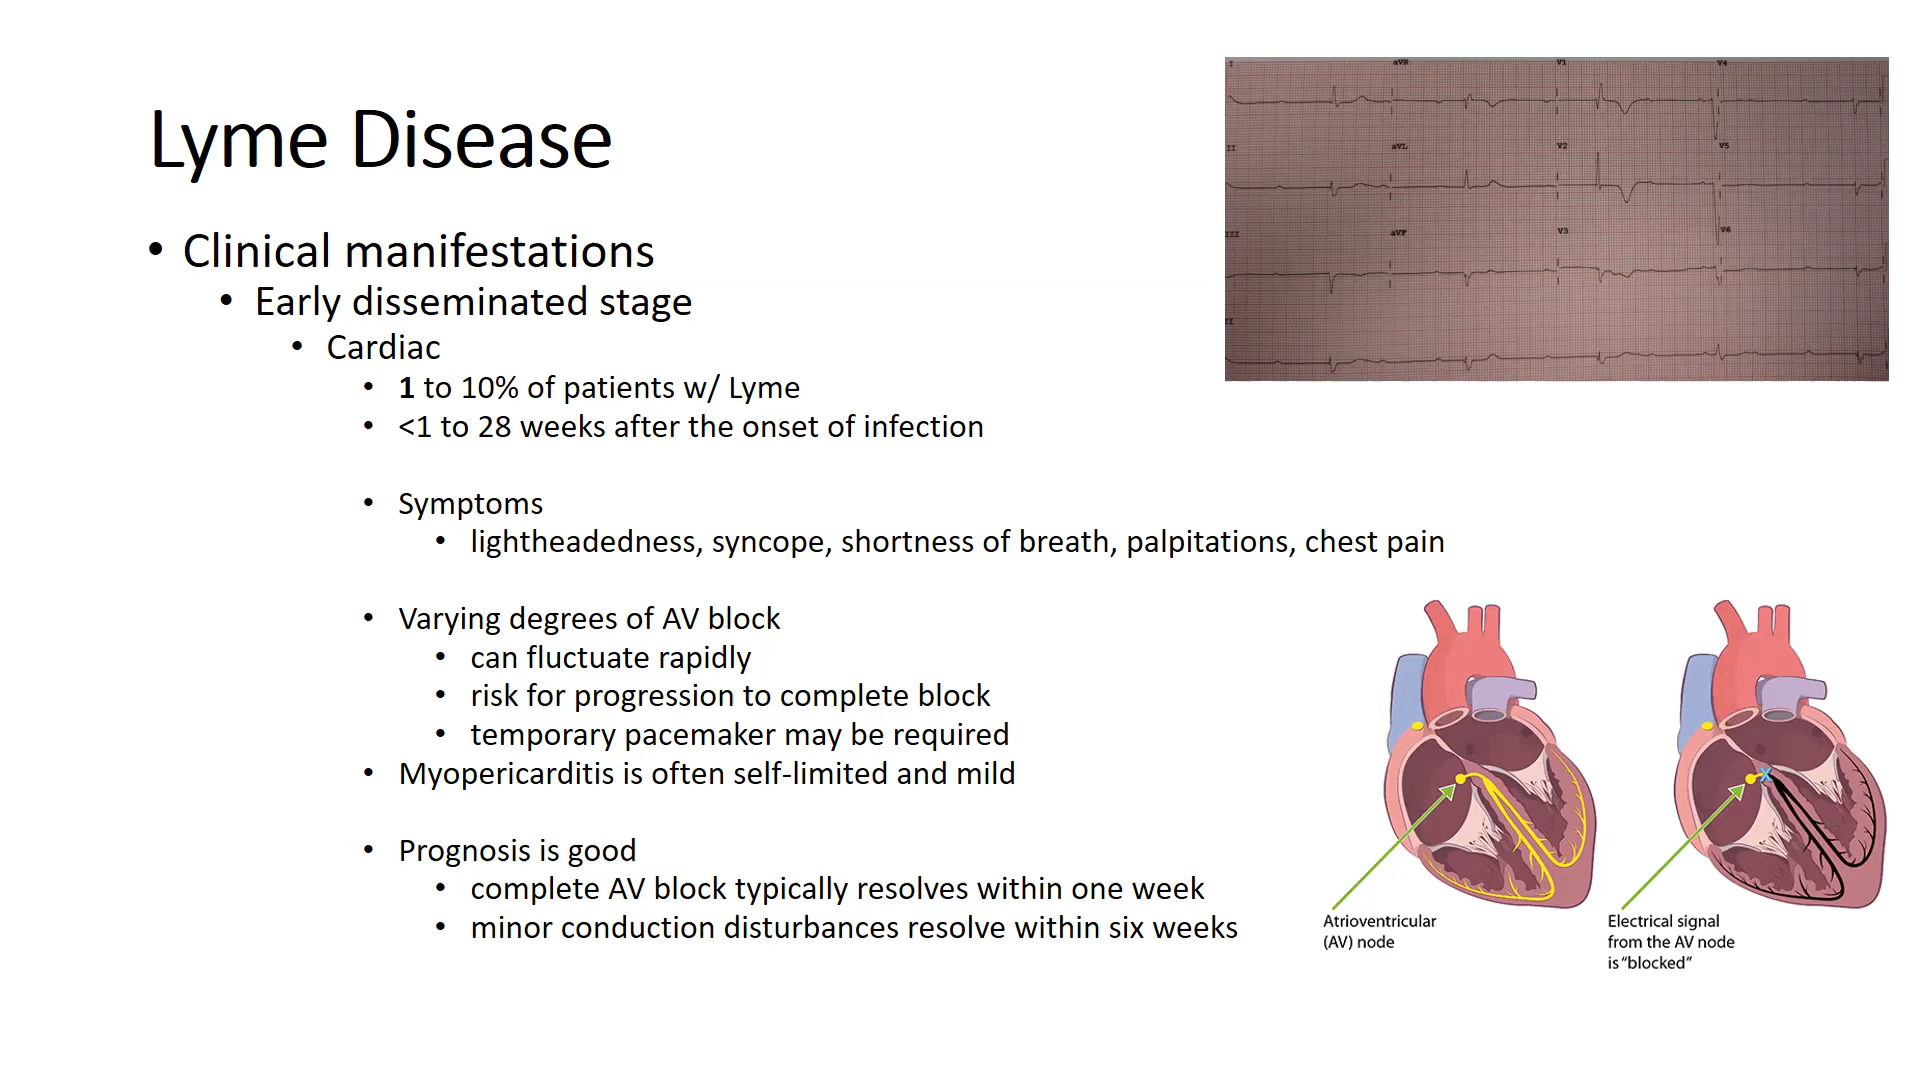 Lyme Disease
• Clinical manifestations
• Early disseminated stage
• Cardiac
• 1 to 10% of patients w/ Lyme
• <1 to 28 weeks after the onset of infection
• Symptoms
• lightheadedness, syncope, shortness of breath, palpitations, chest pain
• Varying degrees of AV block
• can fluctuate rapidly
• risk for progression to complete block
• temporary pacemaker may be required
• Myopericarditis is often self-limited and mild
• Prognosis is good
• complete AV block typically resolves within one week
• minor conduction disturbances resolve within six weeks
I aVR V1 V4
II aVL V2 V5
III aVF V3 V6
II
Atrioventricular
(AV) node
Electrical signal
from the AV node
is “blocked”